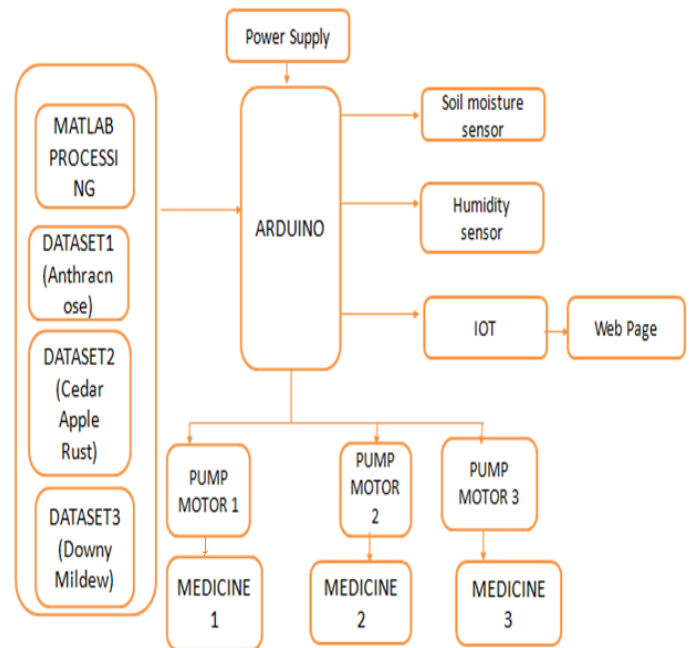 Power Supply
MATLAB
PROCESSI
NG
DATASET1
(Anthracn
ose)
DATASET2
(Cedar
Apple
Rust)
DATASET3
(Downy
Mildew)
ARDUINO
Soil moisture
sensor
Humidity
sensor
IOT
Web Page
PUMP
MOTOR 1
PUMP
MOTOR
2
PUMP
MOTOR 3
MEDICINE
1
MEDICINE
2
MEDICINE
3